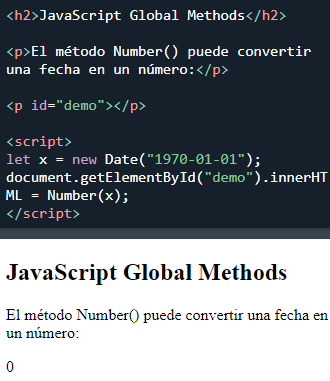 <h2>JavaScript Global Methods</h2>
<p>El método Number() puede convertir
una fecha en un número:</p>
<p id="demo"></p>
<script>
let x = new Date("1970-01-01");
document.getElementById("demo").innerHT
ML = Number(x);
</script>
JavaScript Global Methods
El método Number() puede convertir una fecha en
un número:
0